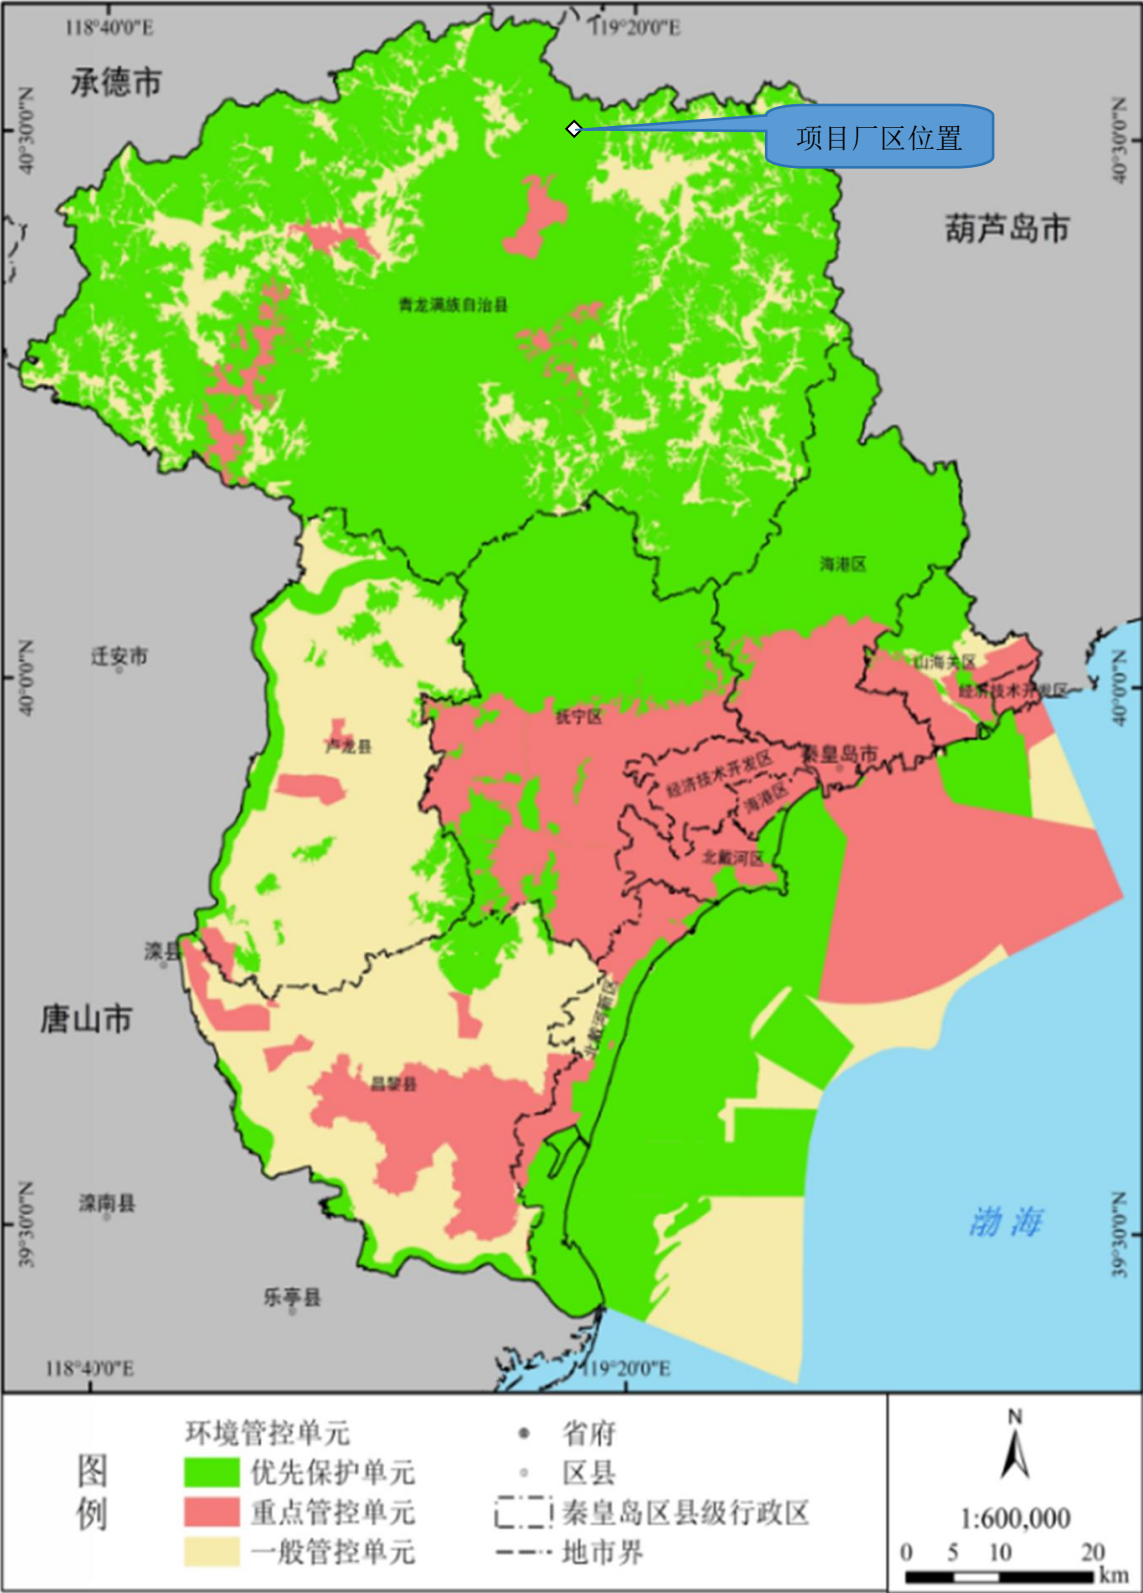 118°40'0"E
119°20'0"E
承德市
40°30'0"N
40°30'0"N
项目厂区位置
葫芦岛市
青龙满族自治县
海港区
迁安市
山海关区
40°0'0"N
40°0'0"N
经济技术开发区
抚宁区
卢龙县
秦皇岛市
经济技术开发区
海港区
北戴河区
滦县
唐山市
北戴河新区
昌黎县
滦南县
39°30'0"N
39°30'0"N
渤海
乐亭县
118°40'0"E
119°20'0"E
图例
环境管控单元
优先保护单元
重点管控单元
一般管控单元
省府
区县
秦皇岛区县级行政区
地市界
N
1:600,000
0 5 10 20
km